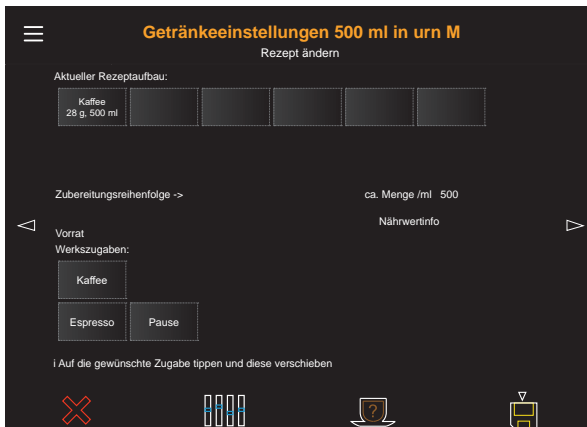 Getränkeeinstellungen 500 ml in urn M
Rezept ändern
Aktueller Rezeptaufbau:
Kaffee
28 g, 500 ml
Zubereitungsreihenfolge -> ca. Menge /ml 500
Nährwertinfo
Vorrat
Werkszugaben:
Kaffee
Espresso Pause
i Auf die gewünschte Zugabe tippen und diese verschieben
?